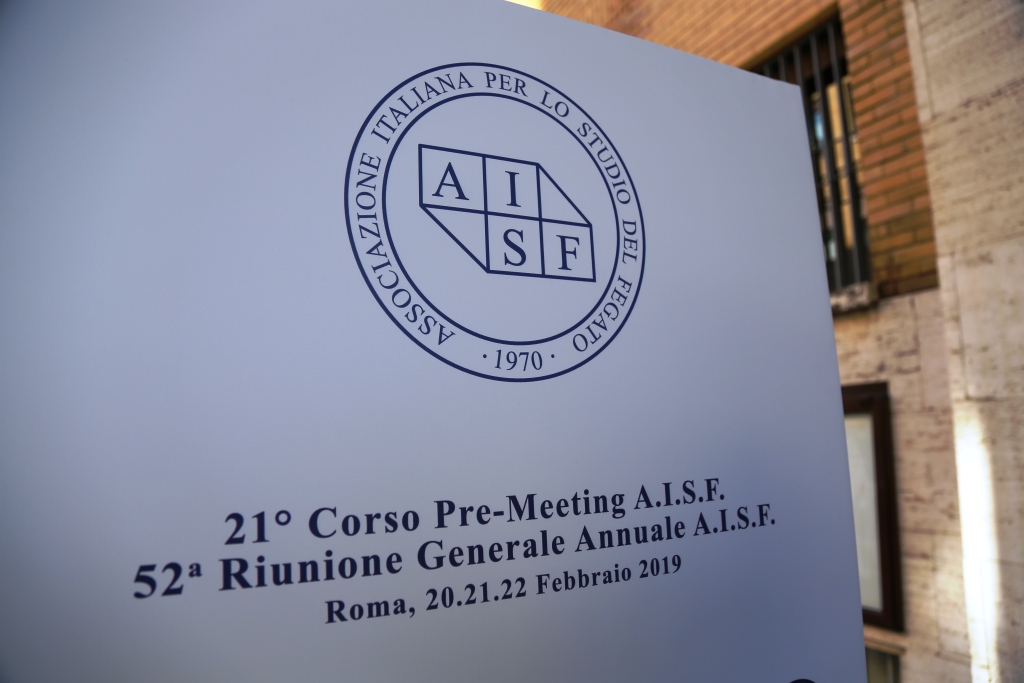 ASSOCIAZIONE ITALIANA PER LO STUDIO DEL FEGATO
A I
S F
· 1970 ·
21° Corso Pre-Meeting A.I.S.F.
52ª Riunione Generale Annuale A.I.S.F.
Roma, 20.21.22 Febbraio 2019